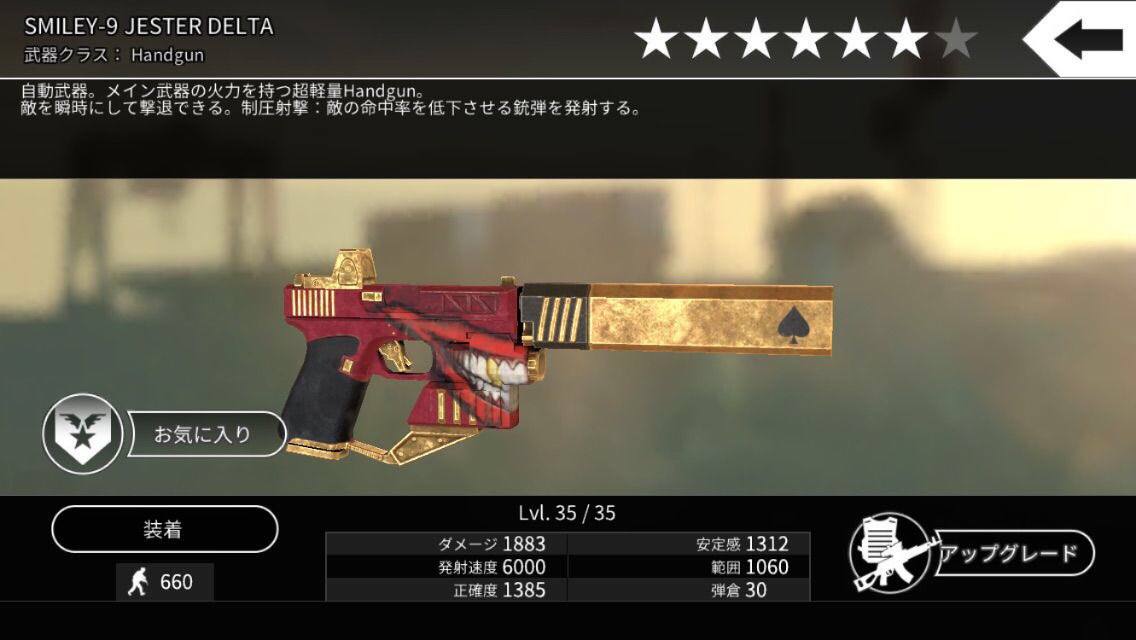 SMILEY-9 JESTER DELTA
武器クラス： Handgun
自動武器。メイン武器の火力を持つ超軽量Handgun。
敵を瞬時にして撃退できる。制圧射撃：敵の命中率を低下させる銃弾を発射する。
お気に入り
装着
660
Lvl. 35 / 35
ダメージ 1883
安定感 1312
発射速度 6000
範囲 1060
正確度 1385
弾倉 30
アップグレード